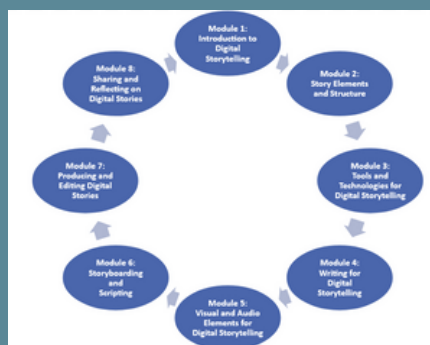 Module 1:
Introduction to
Digital
Storytelling
Module 2:
Story Elements
and Structure
Module 3:
Tools and
Technologies for
Digital Storytelling
Module 4:
Writing for
Digital
Storytelling
Module 5:
Visual and Audio
Elements for
Digital Storytelling
Module 6:
Storyboarding
and
Scripting
Module 7:
Producing and
Editing Digital
Stories
Module 8:
Sharing and
Reflecting on
Digital Stories